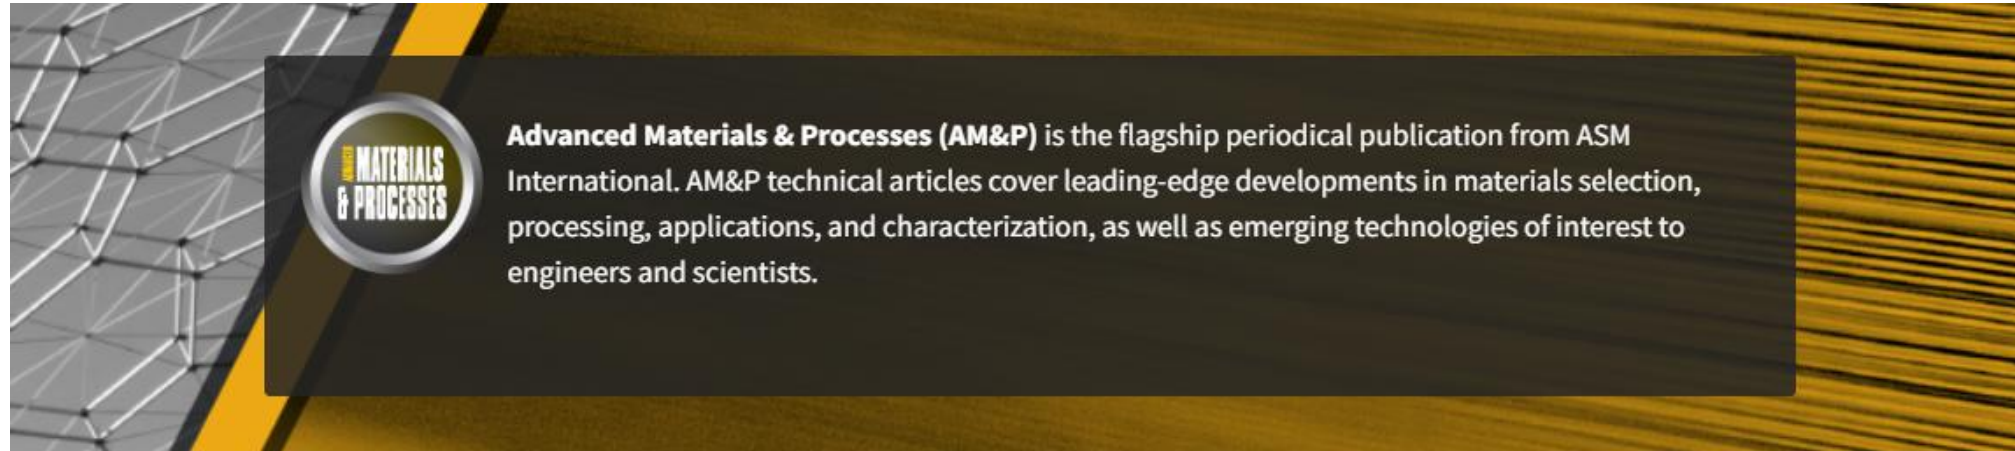 ADVANCED
MATERIALS
& PROCESSES
Advanced Materials & Processes (AM&P) is the flagship periodical publication from ASM
International. AM&P technical articles cover leading-edge developments in materials selection,
processing, applications, and characterization, as well as emerging technologies of interest to
engineers and scientists.